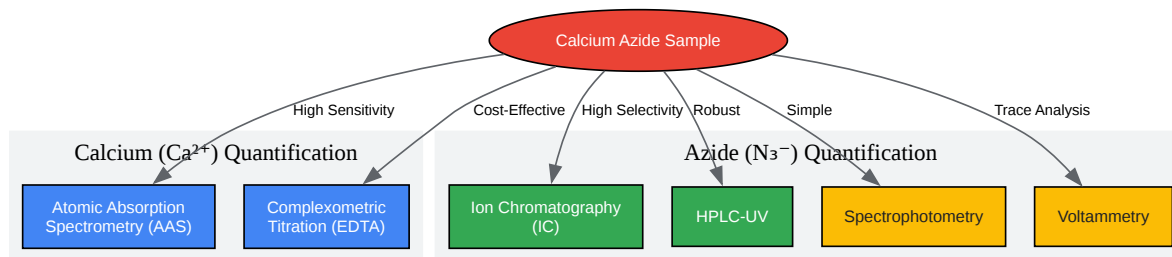 Calcium Azide Sample
High Sensitivity
Cost-Effective
High Selectivity
Robust
Simple
Trace Analysis
Calcium (Ca²⁺) Quantification
Azide (N₃⁻) Quantification
Atomic Absorption
Spectrometry (AAS)
Complexometric
Titration (EDTA)
Ion Chromatography
(IC)
HPLC-UV
Spectrophotometry
Voltammetry